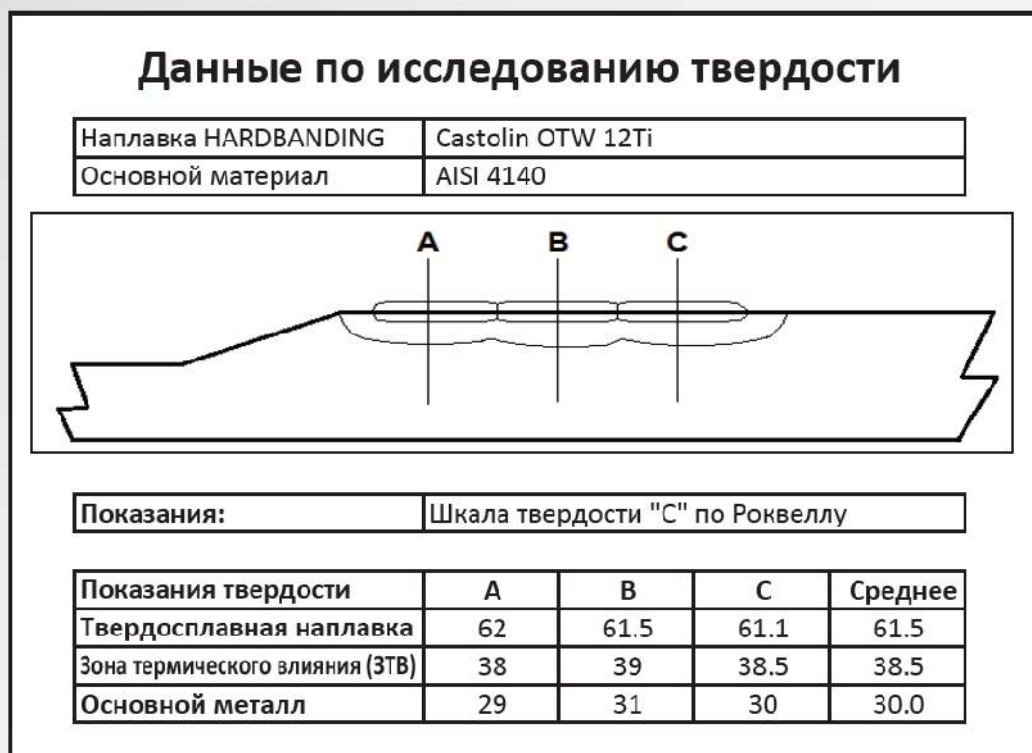 Данные по исследованию твердости
Наплавка HARDBANDING Castolin OTW 12Ti
Основной материал AISI 4140
A B C
Показания: Шкала твердости "С" по Роквеллу
Показания твердости A B C Среднее
Твердосплавная наплавка 62 61.5 61.1 61.5
Зона термического влияния (ЗТВ) 38 39 38.5 38.5
Основной металл 29 31 30 30.0